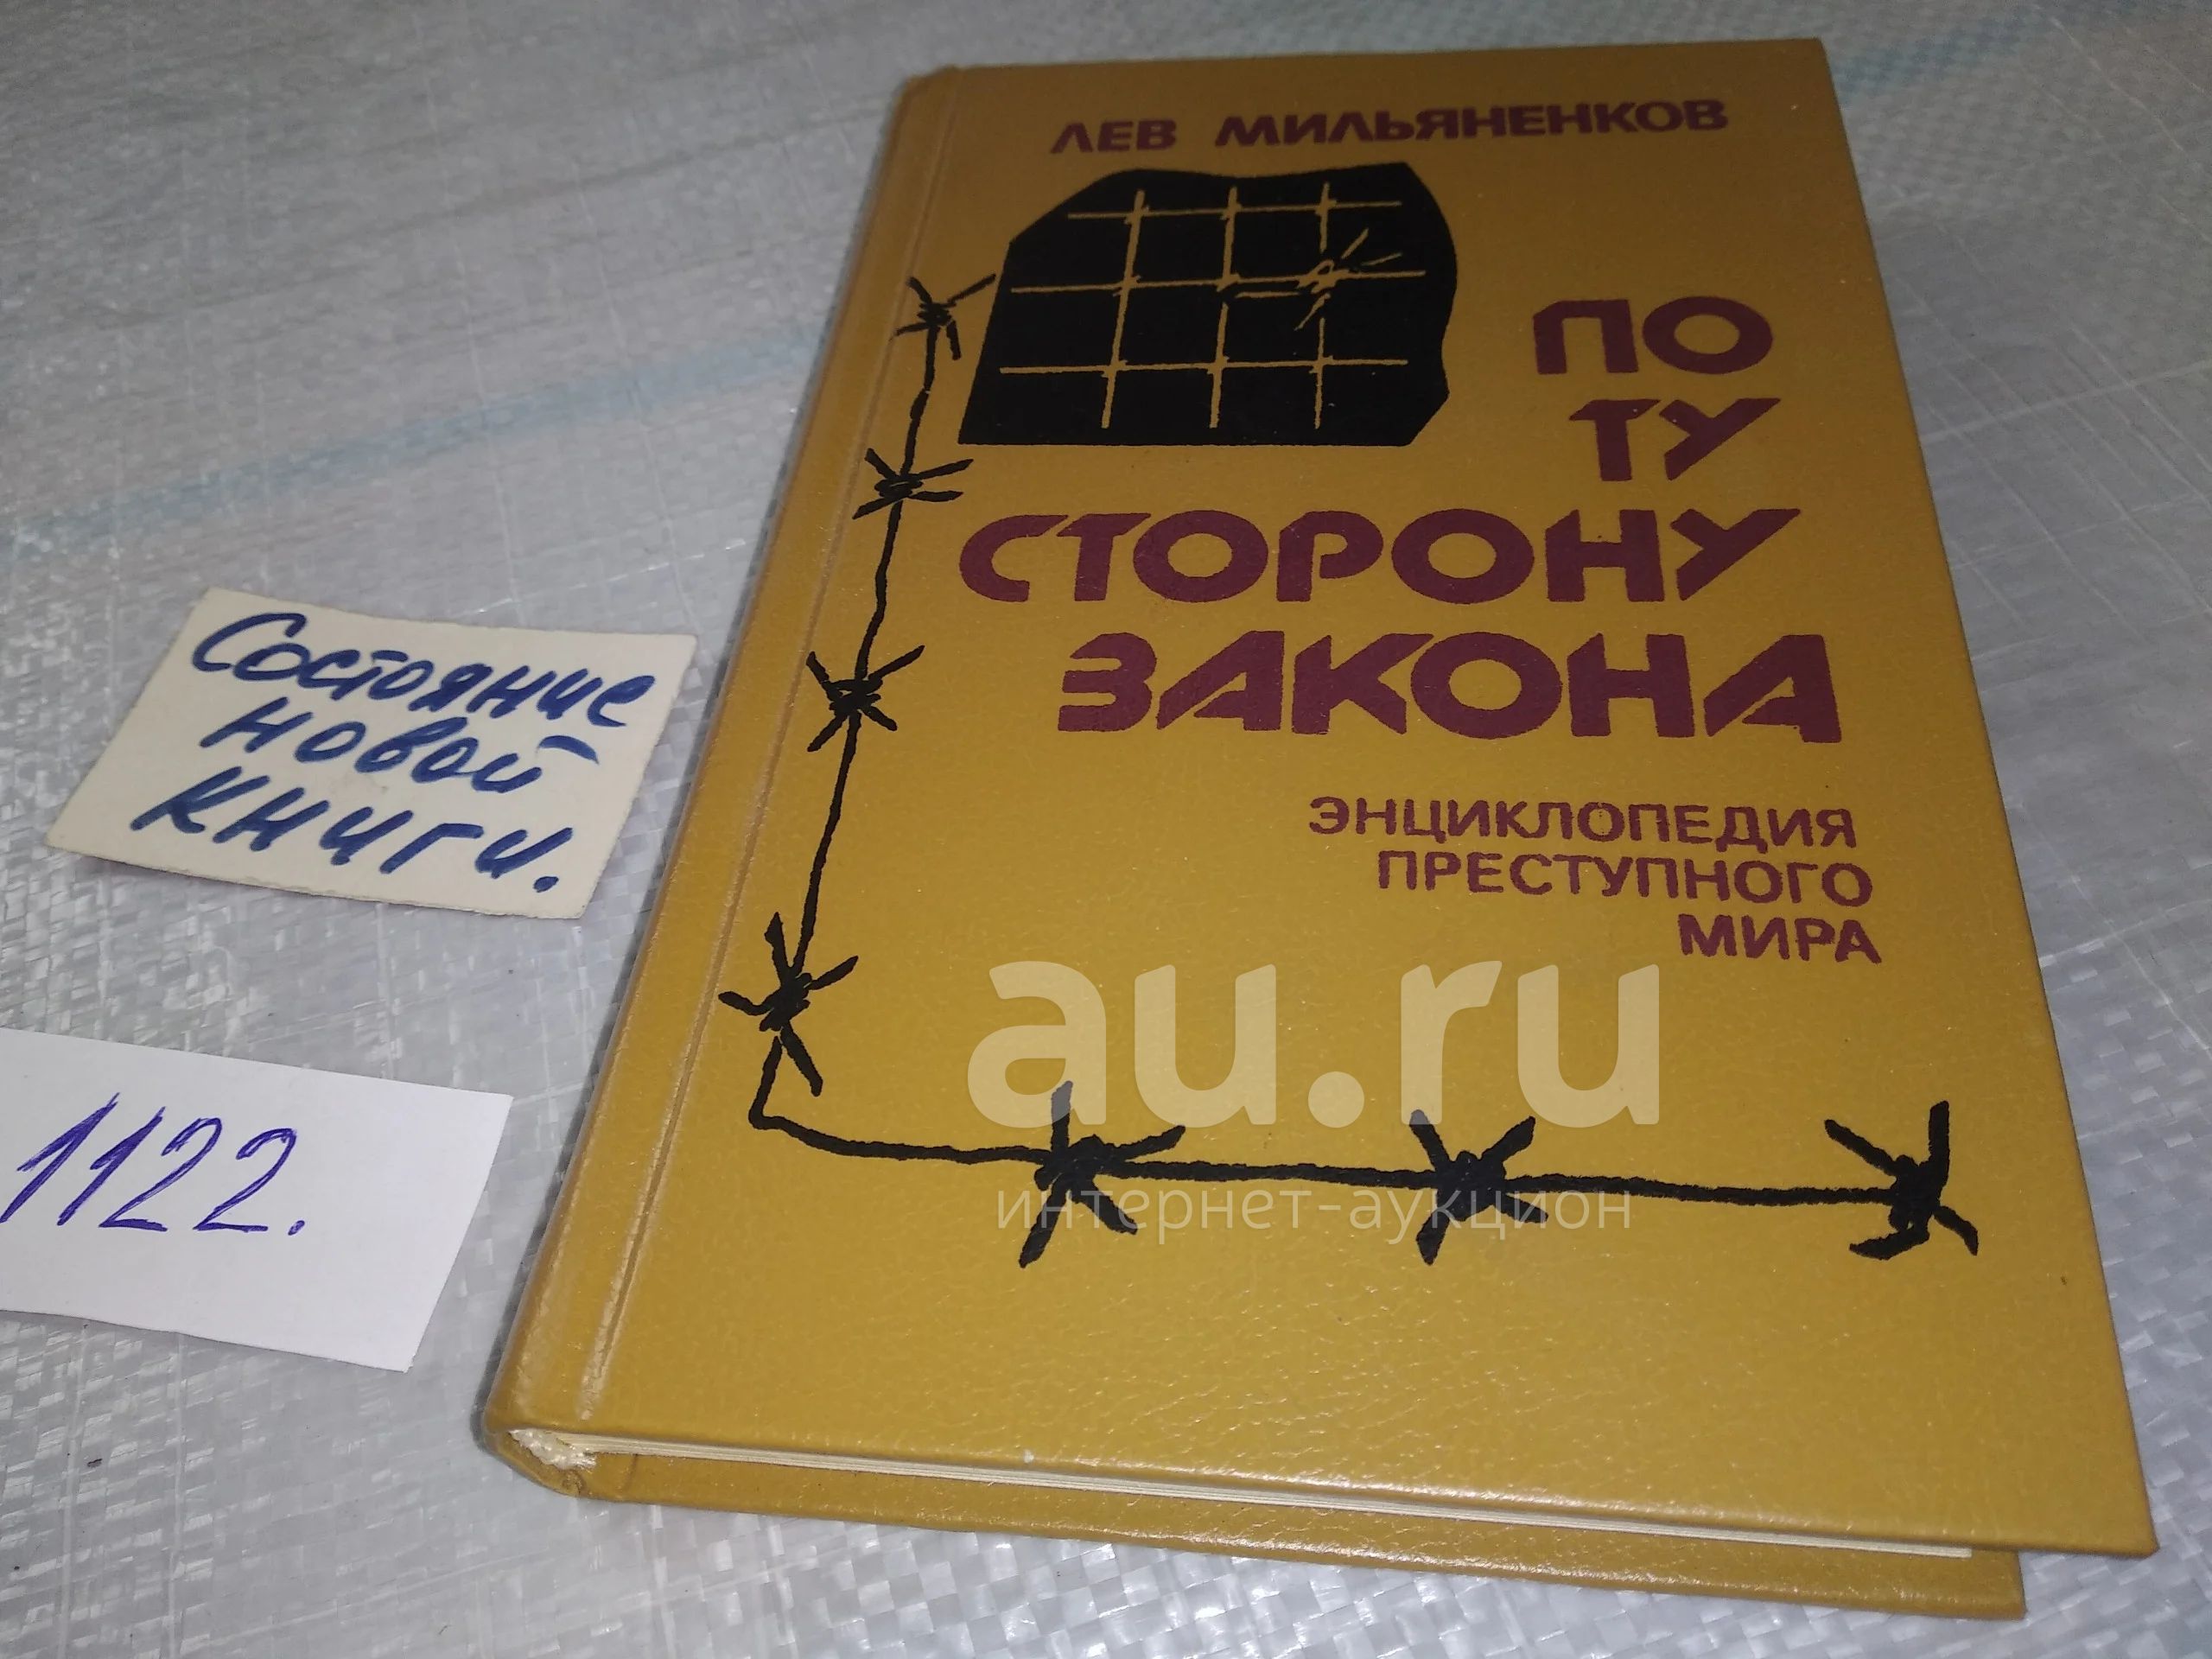 ЛЕВ МИЛЬЯНЕНКОВ
ПО
ТУ
СТОРОНУ
ЗАКОНА
ЭНЦИКЛОПЕДИЯ
ПРЕСТУПНОГО
МИРА
Состояние
новой
книги.
1122.
au.ru
интернет-аукцион